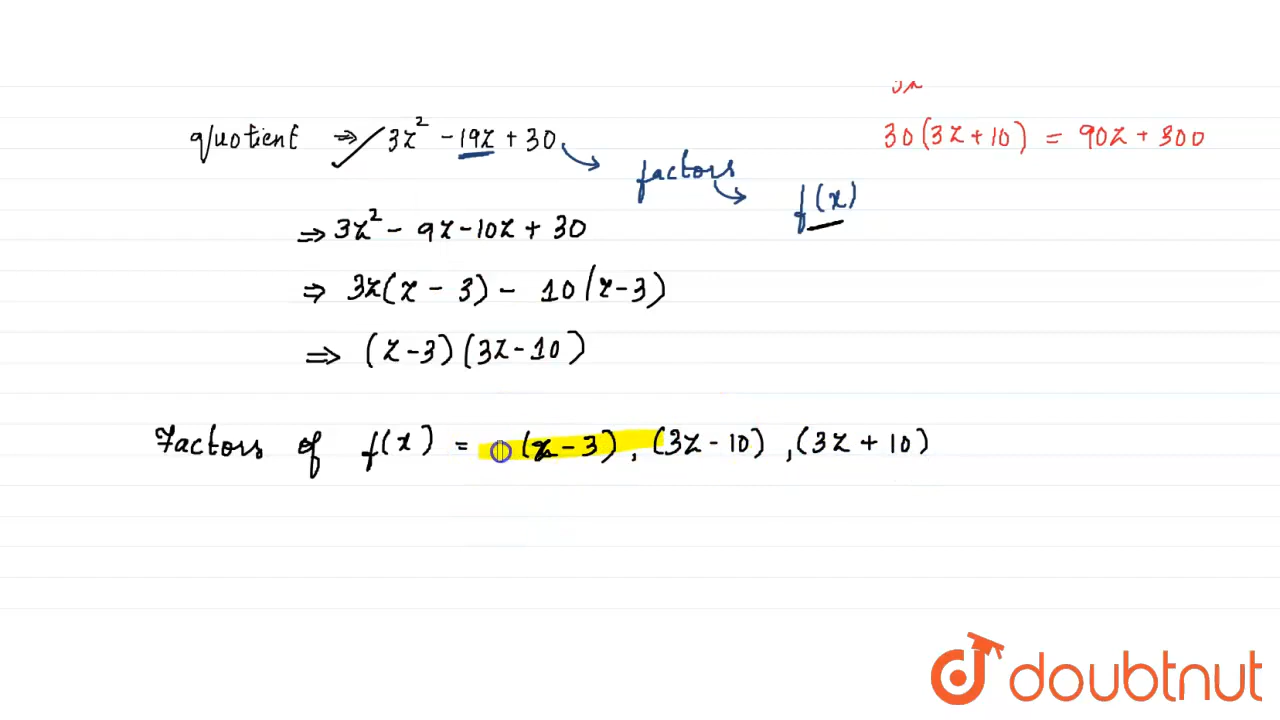 quotient ⇒ 3x² - 19x + 30
factors
f(x)
30(3x + 10) = 90x + 300
⇒ 3x² - 9x - 10x + 30
⇒ 3x(x - 3) - 10(x - 3)
⇒ (x - 3)(3x - 10)
Factors of f(x) = (x - 3), (3x - 10), (3x + 10)
doubtnut